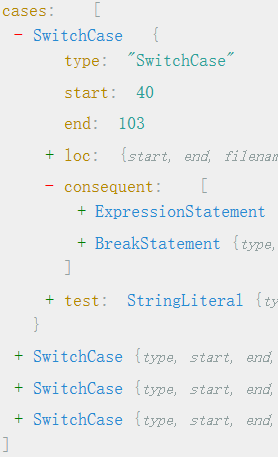 cases: [
- SwitchCase {
type: "SwitchCase"
start: 40
end: 103
+ loc: {start, end, filenam
- consequent: [
+ ExpressionStatement
+ BreakStatement {type,
]
+ test: StringLiteral {ty
}
+ SwitchCase {type, start, end,
+ SwitchCase {type, start, end,
+ SwitchCase {type, start, end,
]